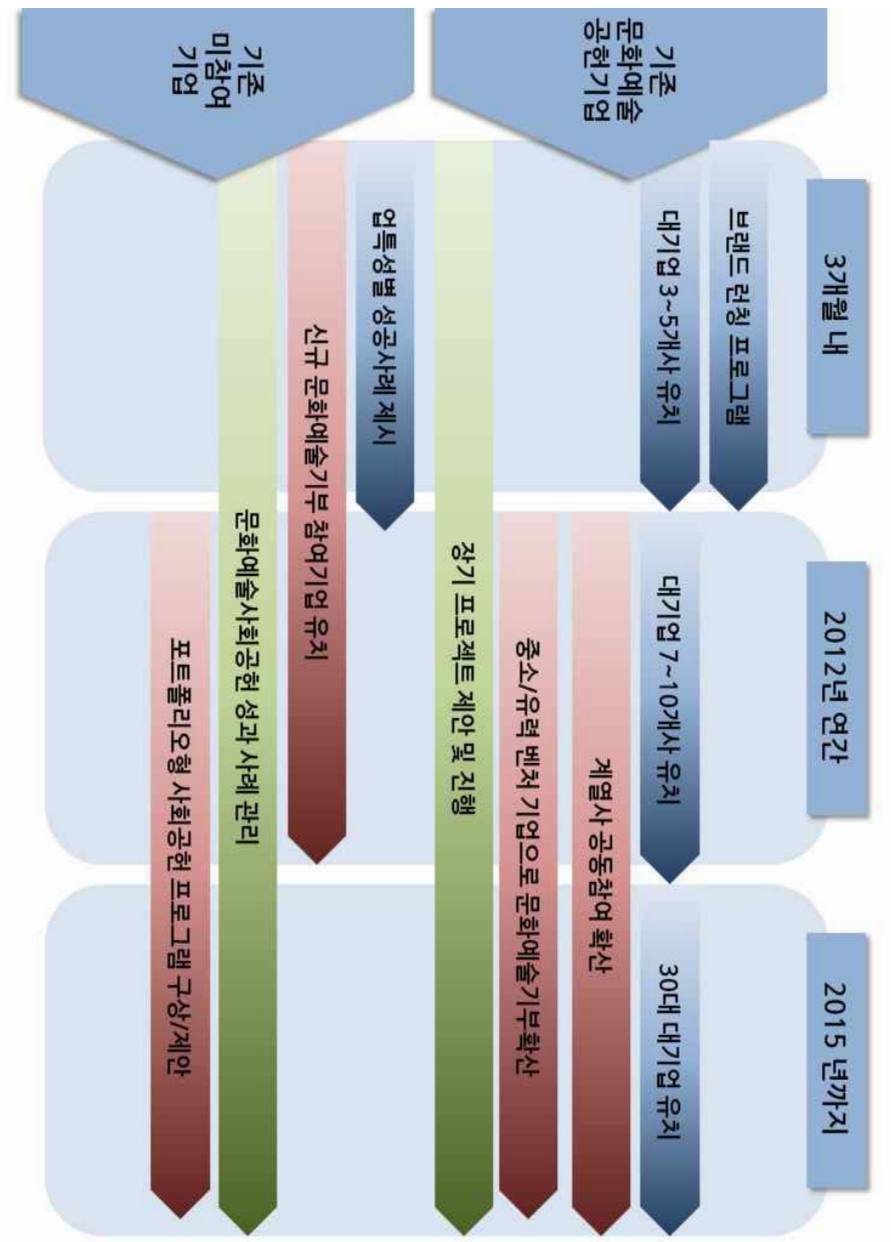 3개월 내
2012년 연간
2015 년까지
기존
문화예술
공헌기업
브랜드 런칭 프로그램
대기업 3~5개사 유치
대기업 7~10개사 유치
30대 대기업 유치
계열사 공동참여 확산
중소/유력 벤처 기업으로 문화예술기부확산
장기 프로젝트 제안 및 진행
기존
미참여
기업
업특성별 성공사례 제시
신규 문화예술기부 참여기업 유치
문화예술사회공헌 성과 사례 관리
포트폴리오형 사회공헌 프로그램 구상/제안